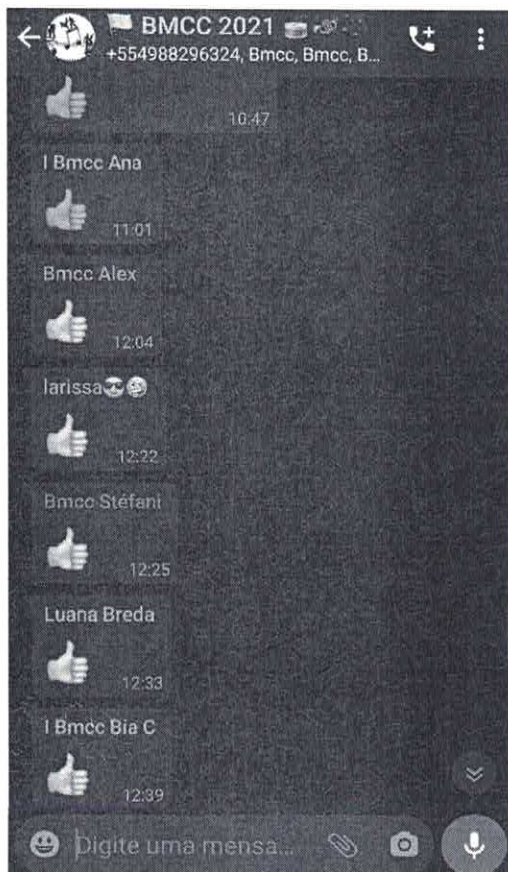 BMCC 2021
+554988296324, Bmcc, Bmcc, B...
10:47
I Bmcc Ana
11:01
Bmcc Alex
12:04
larissa
12:22
Bmcc Stéfani
12:25
Luana Breda
12:33
I Bmcc Bia C
12:39
Digite uma mensa...